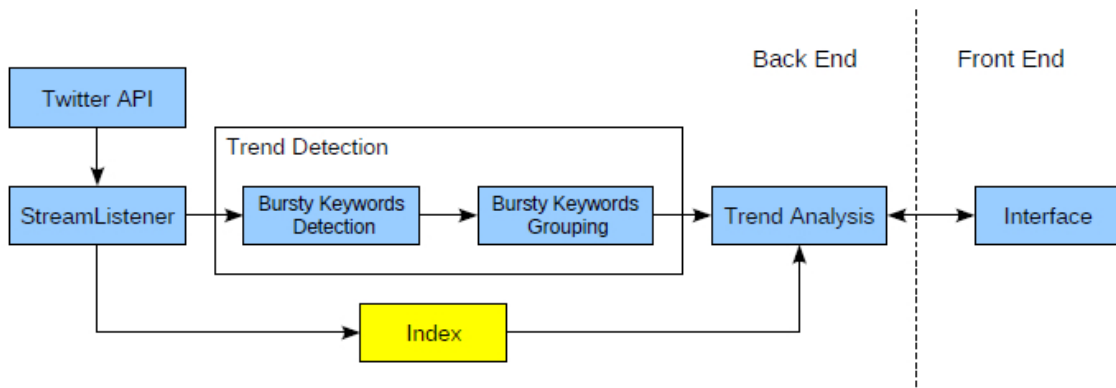 Back End
Front End
Twitter API
Trend Detection
StreamListener
Bursty Keywords
Detection
Bursty Keywords
Grouping
Trend Analysis
Interface
Index